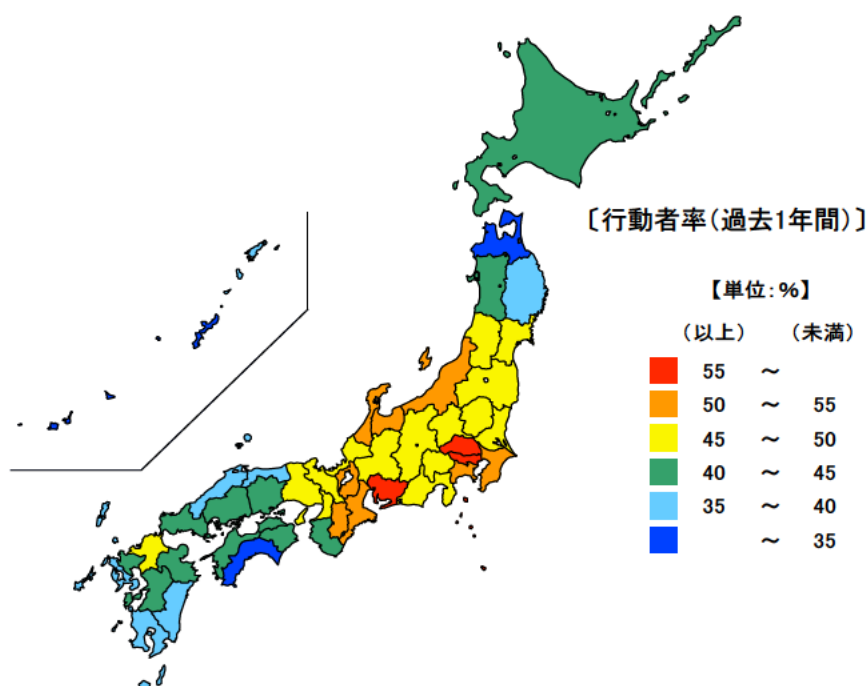 〔行動者率(過去1年間)〕
【単位:%】
(以上) (未満)
55 ～
50 ～ 55
45 ～ 50
40 ～ 45
35 ～ 40
～ 35